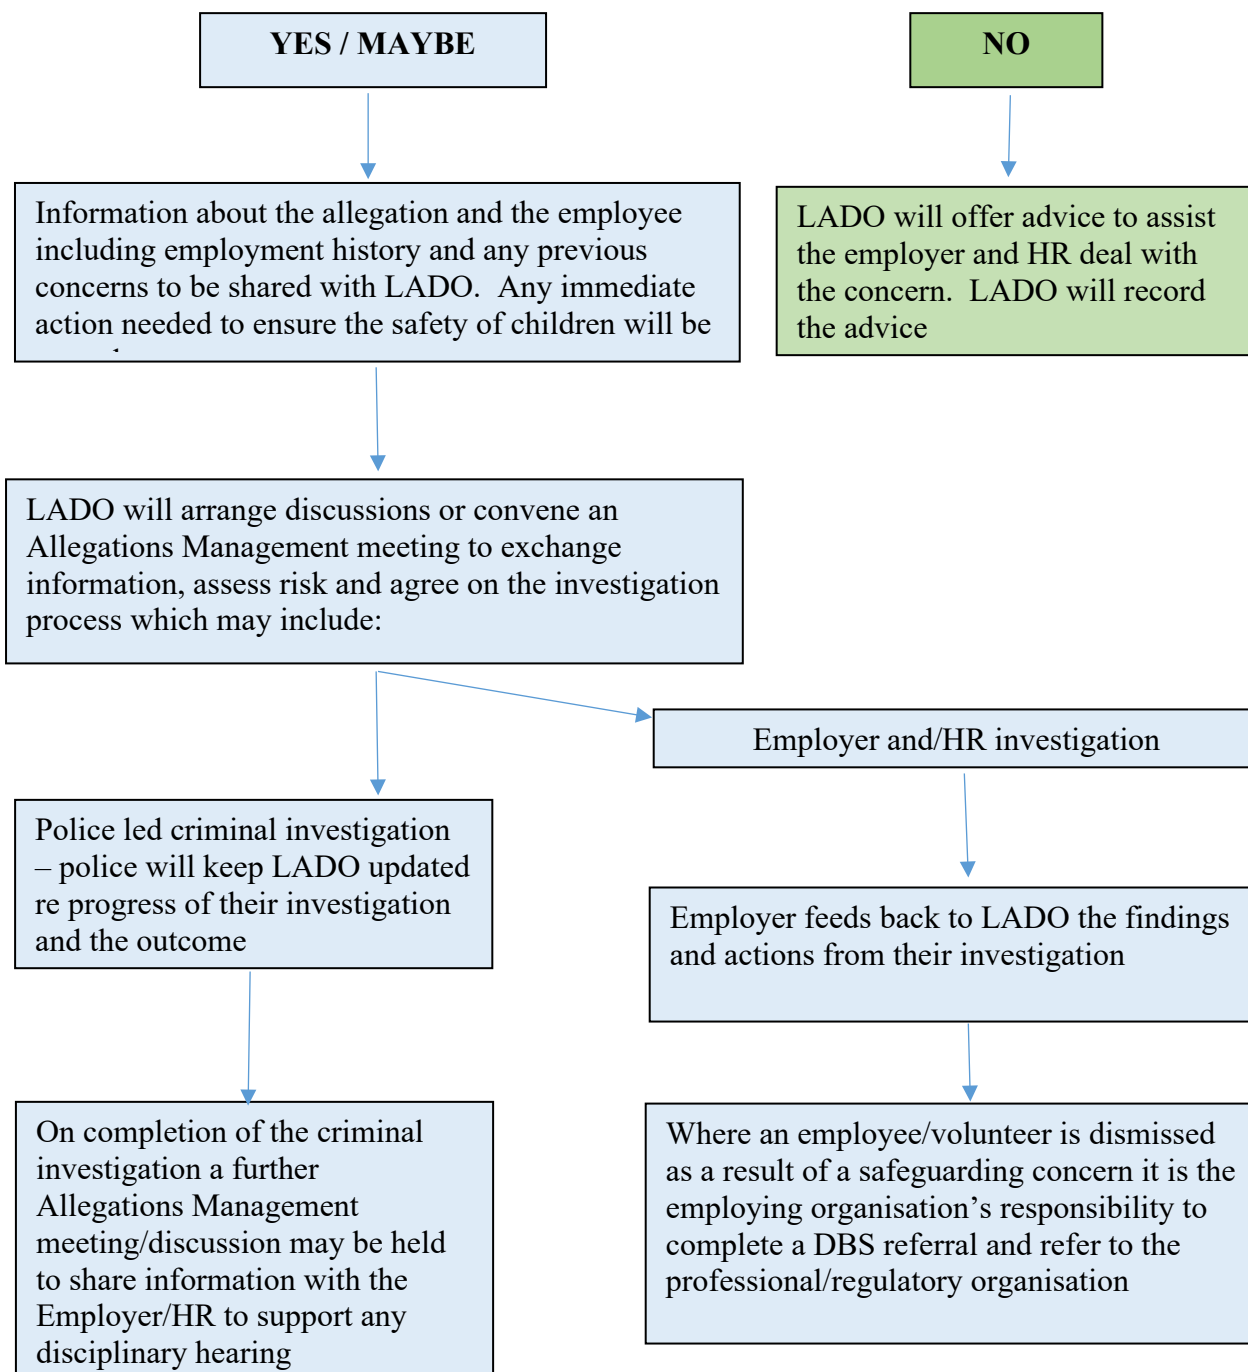 YES / MAYBE
NO
Information about the allegation and the employee
including employment history and any previous
concerns to be shared with LADO.  Any immediate
action needed to ensure the safety of children will be
LADO will offer advice to assist
the employer and HR deal with
the concern.  LADO will record
the advice
LADO will arrange discussions or convene an
Allegations Management meeting to exchange
information, assess risk and agree on the investigation
process which may include:
Employer and/HR investigation
Police led criminal investigation
– police will keep LADO updated
re progress of their investigation
and the outcome
Employer feeds back to LADO the findings
and actions from their investigation
On completion of the criminal
investigation a further
Allegations Management
meeting/discussion may be held
to share information with the
Employer/HR to support any
disciplinary hearing
Where an employee/volunteer is dismissed
as a result of a safeguarding concern it is the
employing organisation’s responsibility to
complete a DBS referral and refer to the
professional/regulatory organisation